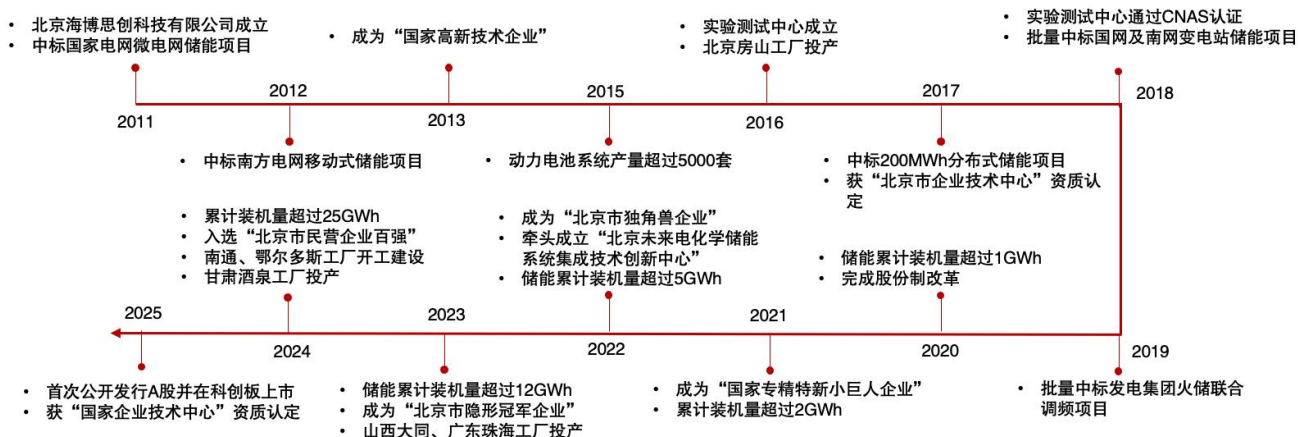 • 北京海博思创科技有限公司成立
• 中标国家电网微电网储能项目
• 成为“国家高新技术企业”
• 实验测试中心成立
• 北京房山工厂投产
• 实验测试中心通过CNAS认证
• 批量中标国网及南网变电站储能项目
2011
2012
2013
2015
2016
2017
2018
• 中标南方电网移动式储能项目
• 动力电池系统产量超过5000套
• 中标200MWh分布式储能项目
• 获“北京市企业技术中心”资质认
定
• 累计装机量超过25GWh
• 入选“北京市民营企业百强”
• 南通、鄂尔多斯工厂开工建设
• 甘肃酒泉工厂投产
• 成为“北京市独角兽企业”
• 牵头成立“北京未来电化学储能
系统集成技术创新中心”
• 储能累计装机量超过5GWh
• 储能累计装机量超过1GWh
• 完成股份制改革
2025
2024
2023
2022
2021
2020
2019
• 首次公开发行A股并在科创板上市
• 获“国家企业技术中心”资质认定
• 储能累计装机量超过12GWh
• 成为“北京市隐形冠军企业”
• 山西大同、广东珠海工厂投产
• 成为“国家专精特新小巨人企业”
• 累计装机量超过2GWh
• 批量中标发电集团火储联合
调频项目